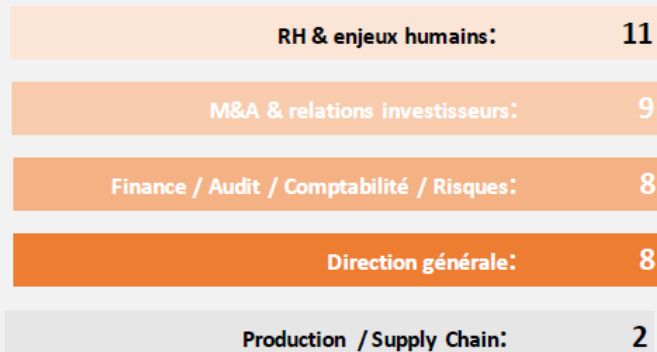 RH & enjeux humains: 11
M&A & relations investisseurs: 9
Finance / Audit / Comptabilité / Risques: 8
Direction générale: 8
Production / Supply Chain: 2